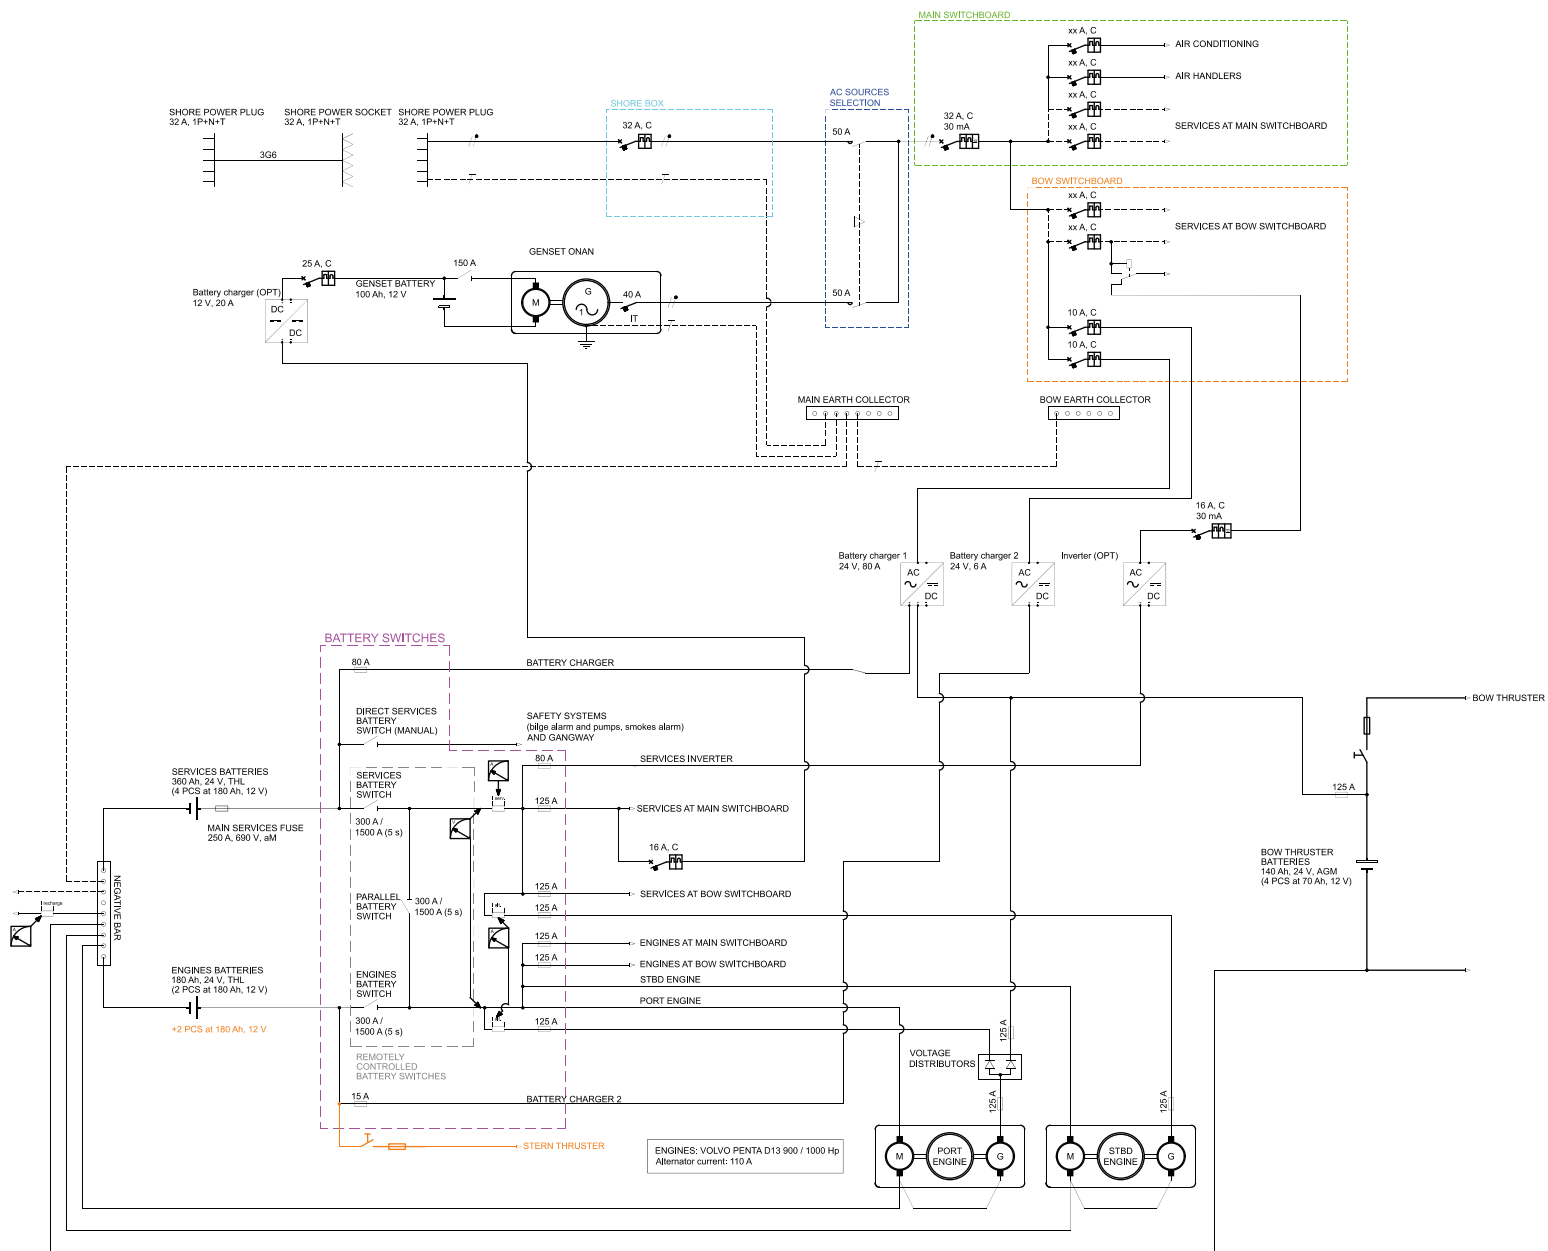 MAIN SWITCHBOARD
xx A, C
AIR CONDITIONING
xx A, C
AIR HANDLERS
xx A, C
xx A, C
SERVICES AT MAIN SWITCHBOARD
32 A, C
30 mA
AC SOURCES
SELECTION
50 A
50 A
SHORE BOX
32 A, C
SHORE POWER PLUG
32 A, 1P+N+T
SHORE POWER SOCKET
32 A, 1P+N+T
SHORE POWER PLUG
32 A, 1P+N+T
3G6
BOW SWITCHBOARD
xx A, C
SERVICES AT BOW SWITCHBOARD
xx A, C
10 A, C
10 A, C
GENSET ONAN
25 A, C
150 A
Battery charger (OPT)
12 V, 20 A
GENSET BATTERY
100 Ah, 12 V
DC
DC
M
G
1
40 A
IT
MAIN EARTH COLLECTOR
BOW EARTH COLLECTOR
16 A, C
30 mA
Battery charger 1
24 V, 80 A
Battery charger 2
24 V, 6 A
Inverter (OPT)
AC
DC
AC
DC
AC
DC
BATTERY SWITCHES
80 A
BATTERY CHARGER
DIRECT SERVICES
BATTERY
SWITCH (MANUAL)
SAFETY SYSTEMS
(bilge alarm and pumps, smokes alarm)
AND GANGWAY
80 A
SERVICES INVERTER
BOW THRUSTER
SERVICES BATTERIES
360 Ah, 24 V, THL
(4 PCS at 180 Ah, 12 V)
MAIN SERVICES FUSE
250 A, 690 V, aM
SERVICES
BATTERY
SWITCH
300 A /
1500 A (5 s)
serv.
125 A
SERVICES AT MAIN SWITCHBOARD
125 A
16 A, C
BOW THRUSTER
BATTERIES
140 Ah, 24 V, AGM
(4 PCS at 70 Ah, 12 V)
NEGATIVE BAR
recharge
PARALLEL
BATTERY
SWITCH
300 A /
1500 A (5 s)
125 A
SERVICES AT BOW SWITCHBOARD
125 A
125 A
ENGINES AT MAIN SWITCHBOARD
125 A
ENGINES AT BOW SWITCHBOARD
STBD ENGINE
PORT ENGINE
ENGINES BATTERIES
180 Ah, 24 V, THL
(2 PCS at 180 Ah, 12 V)
+2 PCS at 180 Ah, 12 V
ENGINES
BATTERY
SWITCH
300 A /
1500 A (5 s)
125 A
REMOTELY
CONTROLLED
BATTERY SWITCHES
125 A
VOLTAGE
DISTRIBUTORS
125 A
125 A
15 A
BATTERY CHARGER 2
STERN THRUSTER
ENGINES: VOLVO PENTA D13 900 / 1000 Hp
Alternator current: 110 A
M
PORT
ENGINE
G
M
STBD
ENGINE
G